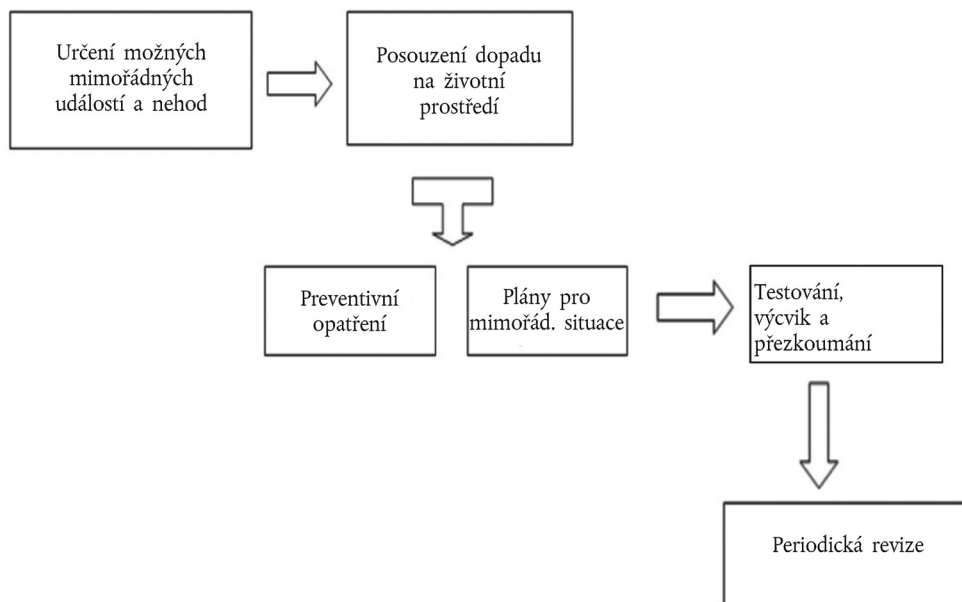 Určení možných
mimořádných
událostí a nehod
Posouzení dopadu
na životní
prostředí
Preventivní
opatření
Plány pro
mimořád. situace
Testování,
výcvik a
přezkoumání
Periodická revize